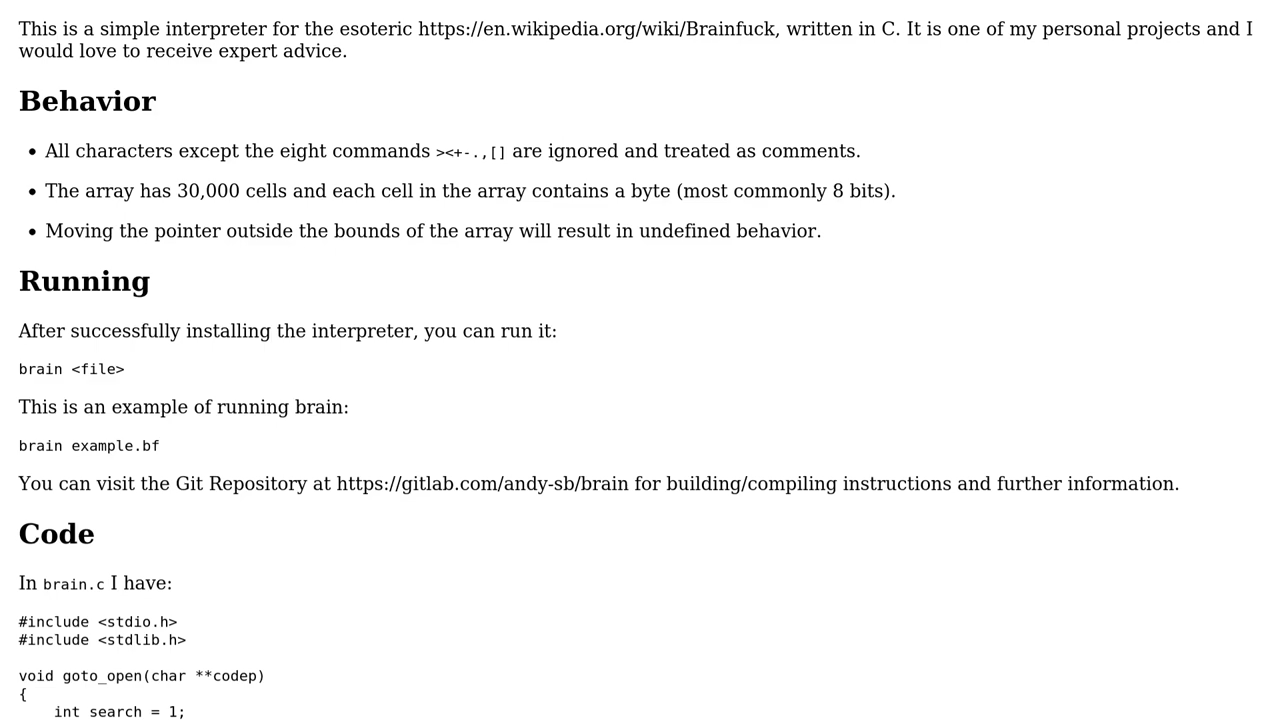 This is a simple interpreter for the esoteric https://en.wikipedia.org/wiki/Brainfuck, written in C. It is one of my personal projects and I
would love to receive expert advice.
Behavior
• All characters except the eight commands ><+-.,[] are ignored and treated as comments.
• The array has 30,000 cells and each cell in the array contains a byte (most commonly 8 bits).
• Moving the pointer outside the bounds of the array will result in undefined behavior.
Running
After successfully installing the interpreter, you can run it:
brain <file>
This is an example of running brain:
brain example.bf
You can visit the Git Repository at https://gitlab.com/andy-sb/brain for building/compiling instructions and further information.
Code
In brain.c I have:
#include <stdio.h>
#include <stdlib.h>
void goto_open(char **codep)
{
    int search = 1;